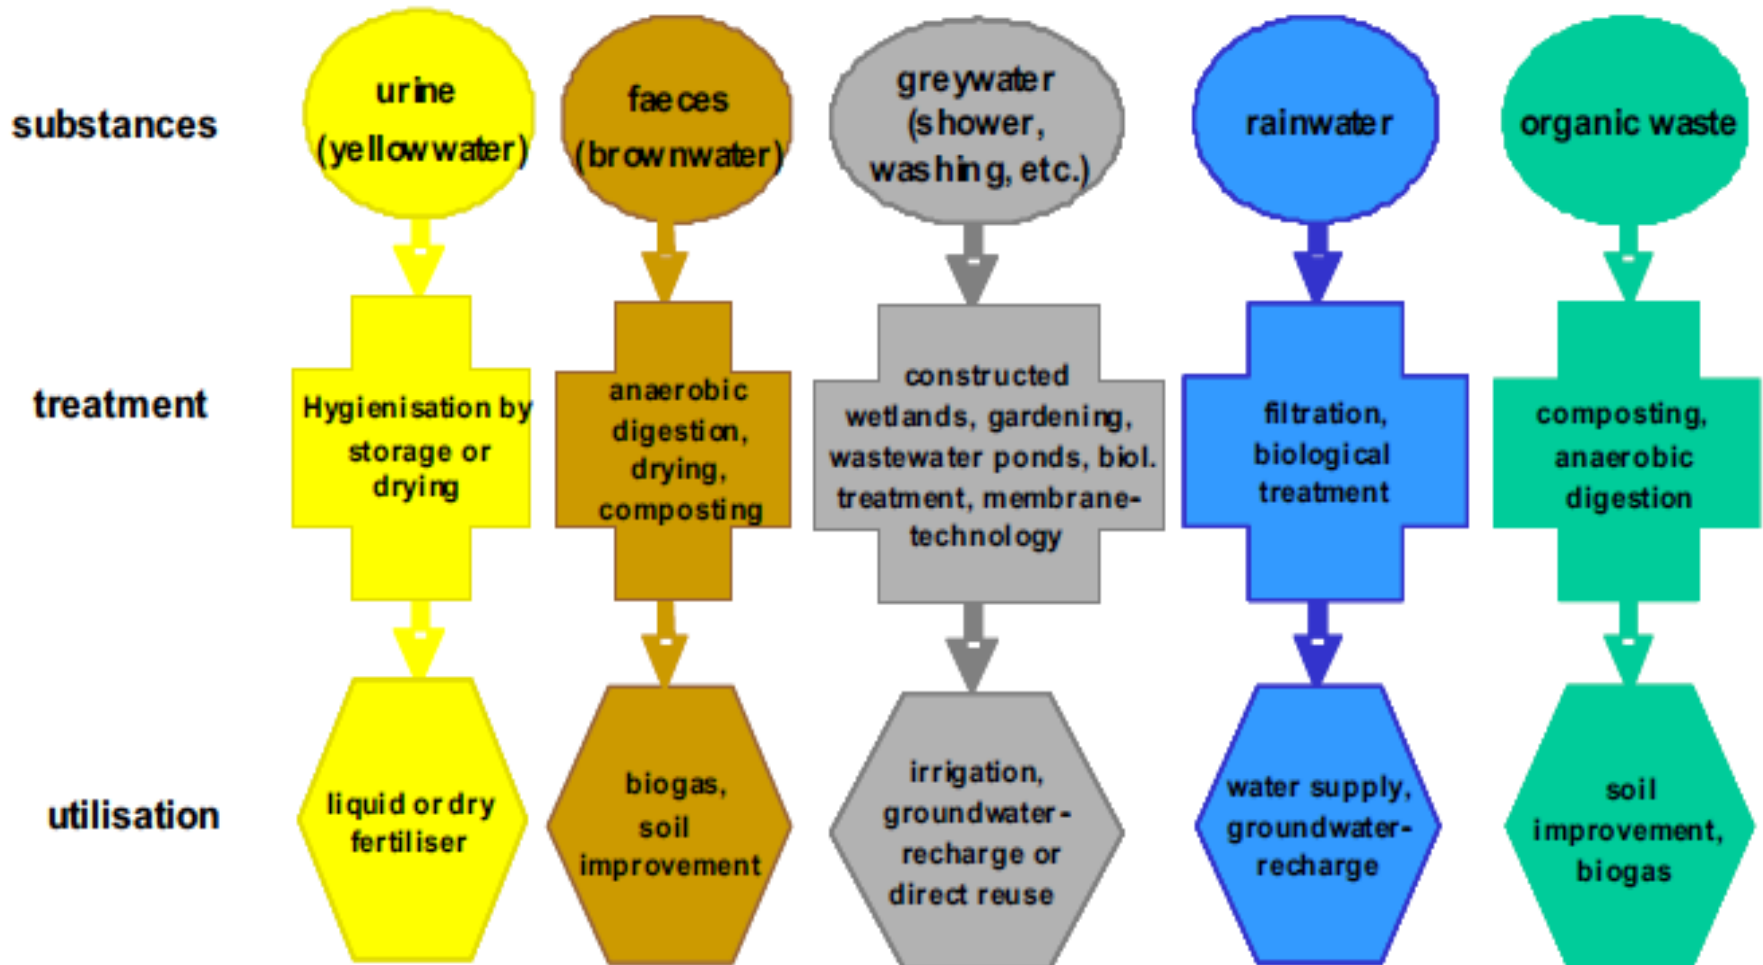 substances
urine
(yellowwater)
faeces
(brownwater)
greywater
(shower,
washing, etc.)
rainwater
organic waste
treatment
Hygienisation by
storage or
drying
anaerobic
digestion,
drying,
composting
constructed
wetlands, gardening,
wastewater ponds, biol.
treatment, membrane-
technology
filtration,
biological
treatment
composting,
anaerobic
digestion
utilisation
liquid or dry
fertiliser
biogas,
soil
improvement
irrigation,
groundwater-
recharge or
direct reuse
water supply,
groundwater-
recharge
soil
improvement,
biogas